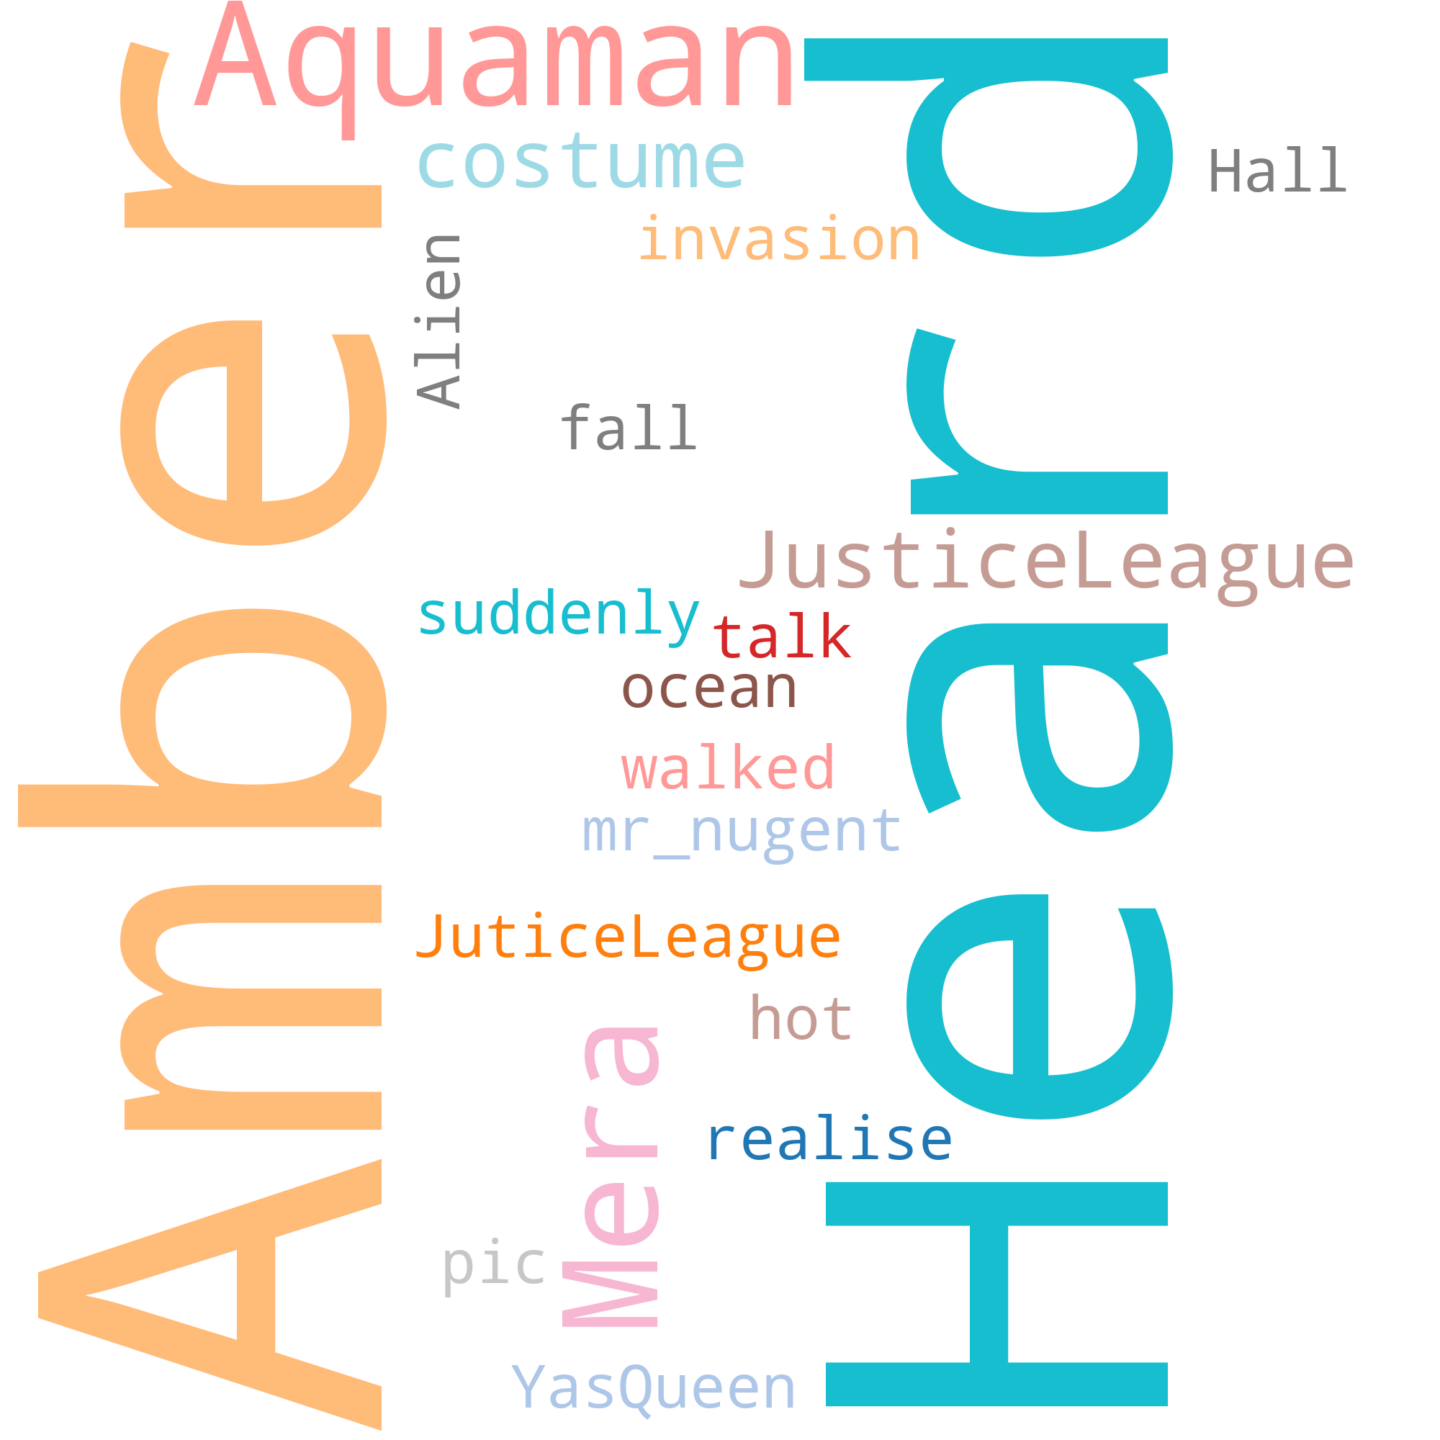 Aquaman
Amber
Heard
costume
Hall
invasion
Alien
fall
JusticeLeague
suddenly
talk
ocean
walked
mr_nugent
JuticeLeague
hot
Mera
realise
pic
YasQueen